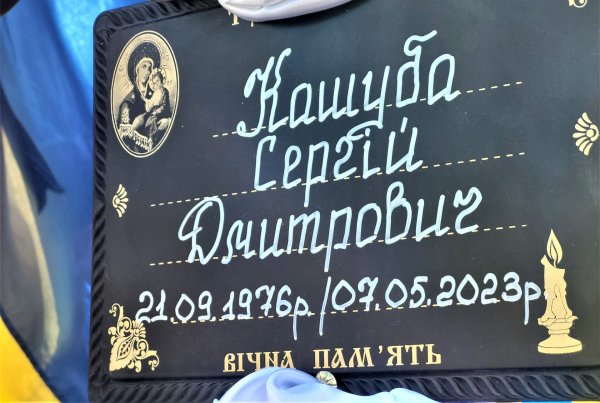 Кашуба
Сергій
Дмитрович
21.09.1976р/07.05.2023р
ВІЧНА ПАМ'ЯТЬ